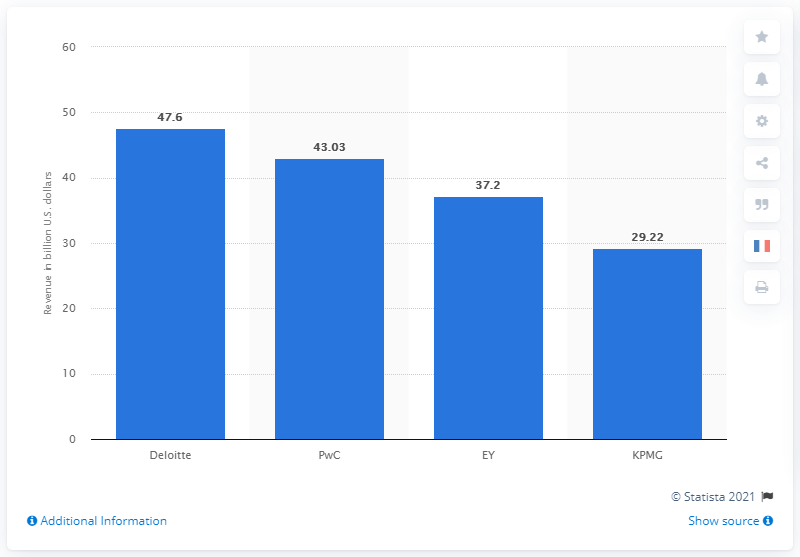 60
50
40
30
20
10
0
Revenue in billion U.S. dollars
47.6
43.03
37.2
29.22
Deloitte
PwC
EY
KPMG
© Statista 2021
Additional Information
Show source